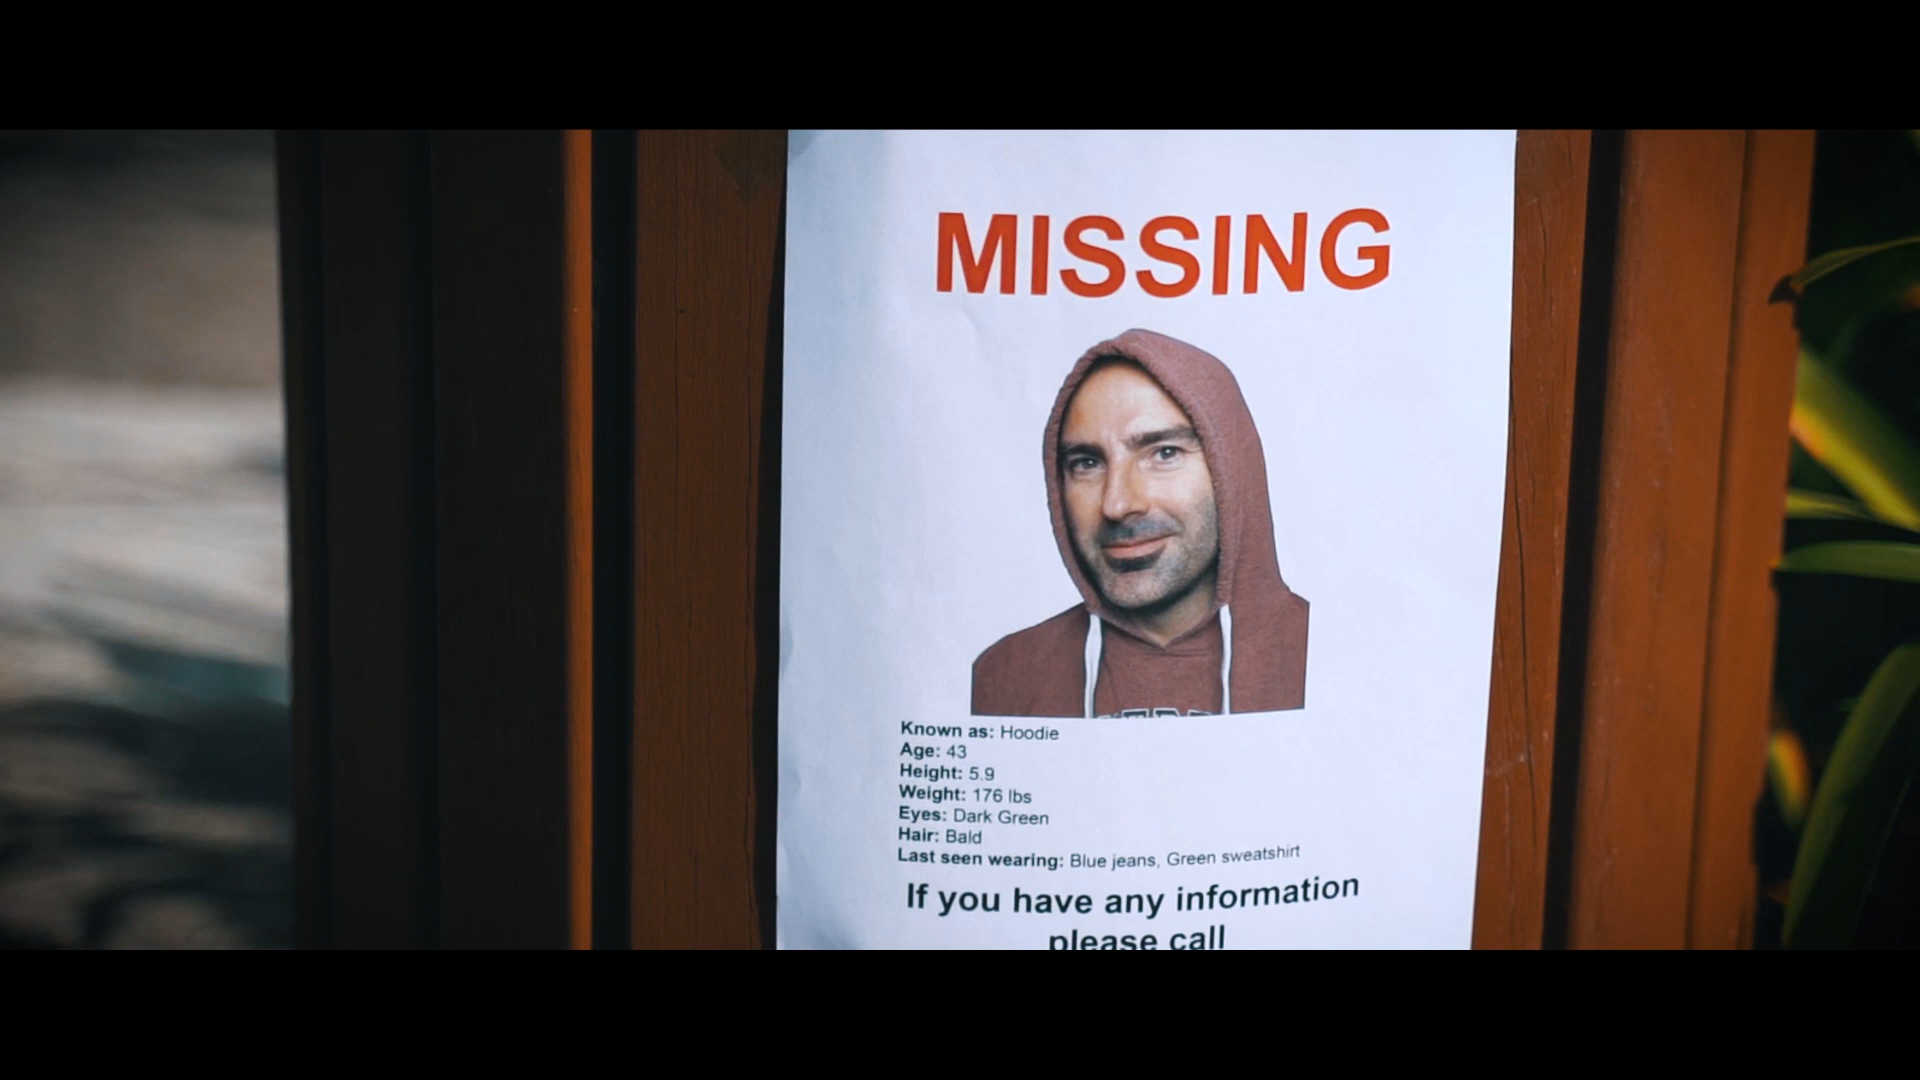 MISSING
Known as: Hoodie
Age: 43
Height: 5.9
Weight: 176 lbs
Eyes: Dark Green
Hair: Bald
Last seen wearing: Blue jeans, Green sweatshirt
If you have any information
please call